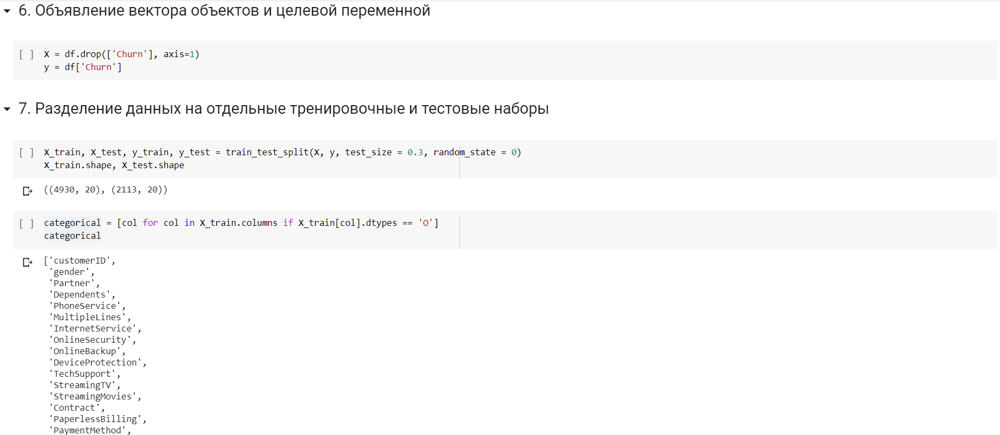 6. Объявление вектора объектов и целевой переменной
[ ] X = df.drop(['Churn'], axis=1)
y = df['Churn']
7. Разделение данных на отдельные тренировочные и тестовые наборы
[ ] X_train, X_test, y_train, y_test = train_test_split(X, y, test_size = 0.3, random_state = 0)
X_train.shape, X_test.shape
((4930, 20), (2113, 20))
[ ] categorical = [col for col in X_train.columns if X_train[col].dtypes == 'O']
categorical
['customerID',
'gender',
'Partner',
'Dependents',
'PhoneService',
'MultipleLines',
'InternetService',
'OnlineSecurity',
'OnlineBackup',
'DeviceProtection',
'TechSupport',
'StreamingTV',
'StreamingMovies',
'Contract',
'PaperlessBilling',
'PaymentMethod',